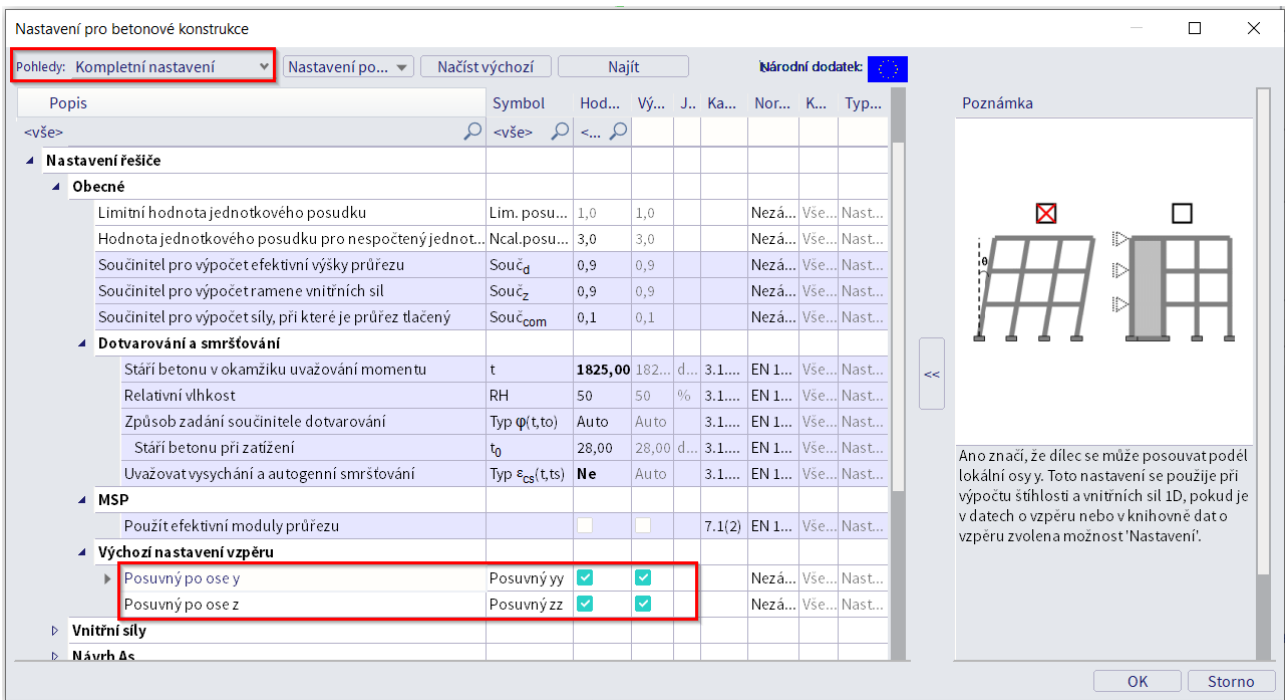 Nastavení pro betonové konstrukce
Pohledy: Kompletní nastavení Nastavení po... Načíst výchozí Najít Národní dodatek:
Popis Symbol Hod... Vý... J.. Ka... Nor... K... Typ... Poznámka
<vše> <vše> <...
Nastavení řešiče
Obecné
Limitní hodnota jednotkového posudku Lim. posu... 1,0 1,0 Nezá... Vše... Nast...
Hodnota jednotkového posudku pro nespočtený jednot... Ncal.posu... 3,0 3,0 Nezá... Vše... Nast...
Součinitel pro výpočet efektivní výšky průřezu Součd 0,9 0,9 Nezá... Vše... Nast...
Součinitel pro výpočet ramene vnitřních sil Součz 0,9 0,9 Nezá... Vše... Nast...
Součinitel pro výpočet síly, při které je průřez tlačený Součcom 0,1 0,1 Nezá... Vše... Nast...
Dotvarování a smršťování
Stáří betonu v okamžiku uvažování momentu t 1825,00 182... d... 3.1.... EN 1... Vše... Nast...
Relativní vlhkost RH 50 50 % 3.1.... EN 1... Vše... Nast...
Způsob zadání součinitele dotvarování Typ φ(t,to) Auto Auto 3.1.... EN 1... Vše... Nast...
Stáří betonu při zatížení t0 28,00 28,00 d... 3.1.... EN 1... Vše... Nast...
Uvažovat vysychání a autogenní smršťování Typ εcs(t,ts) Ne Auto 3.1.... EN 1... Vše... Nast...
MSP
Použít efektivní moduly průřezu 7.1(2) EN 1... Vše... Nast...
Výchozí nastavení vzpěru
Posuvný po ose y Posuvný yy Nezá... Vše... Nast...
Posuvný po ose z Posuvný zz Nezá... Vše... Nast...
Vnitřní síly
Návrh As
<<
θ
Ano značí, že dílec se může posouvat podél
lokální osy y. Toto nastavení se použije při
výpočtu štíhlosti a vnitřních sil 1D, pokud je
v datech o vzpěru nebo v knihovně dat o
vzpěru zvolena možnost 'Nastavení'.
OK Storno